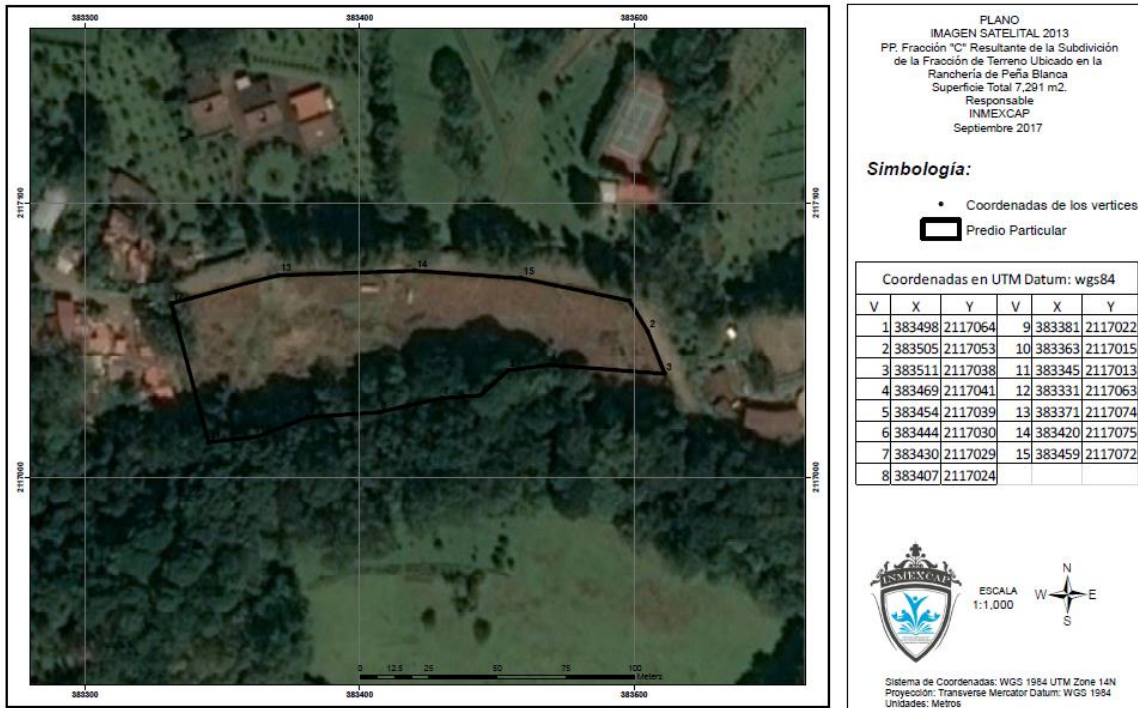 383300 383400 383500
2117100 2117100
2117000 2117000
13 14 15
2
3
0 12.5 25 50 75 100
Meters
383300 383400 383500
PLANO
IMAGEN SATELITAL 2013
PP. Fracción "C" Resultante de la Subdivisión
de la Fracción de Terreno Ubicado en la
Ranchería de Peña Blanca
Superficie Total 7,291 m2.
Responsable
INMEXCAP
Septiembre 2017
Simbología:
Coordenadas de los vertices
Predio Particular
Coordenadas en UTM Datum: wgs84
V X Y V X Y
1 383498 2117064 9 383381 2117022
2 383505 2117053 10 383363 2117015
3 383511 2117038 11 383345 2117013
4 383469 2117041 12 383331 2117063
5 383454 2117039 13 383371 2117074
6 383444 2117030 14 383420 2117075
7 383430 2117029 15 383459 2117072
8 383407 2117024
INMEXCAP
ESCALA
1:1,000
N
W E
S
Sistema de Coordenadas: WGS 1984 UTM Zone 14N
Proyección: Transverse Mercator Datum: WGS 1984
Unidades: Metros